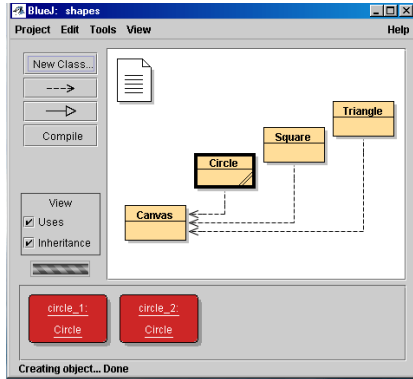 BlueJ: shapes
Project Edit Tools View Help
New Class...
Compile
View
Uses
Inheritance
Triangle
Square
Circle
Canvas
circle_1:
Circle
circle_2:
Circle
Creating object... Done